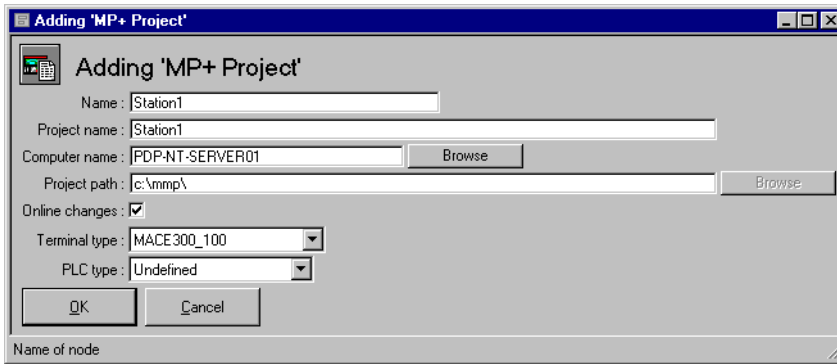 Adding 'MP+ Project'
Adding 'MP+ Project'
Name : Station1
Project name : Station1
Computer name : PDP-NT-SERVER01 Browse
Project path : c:\mmp\ Browse
Online changes :
Terminal type : MACE300_100
PLC type : Undefined
OK Cancel
Name of node